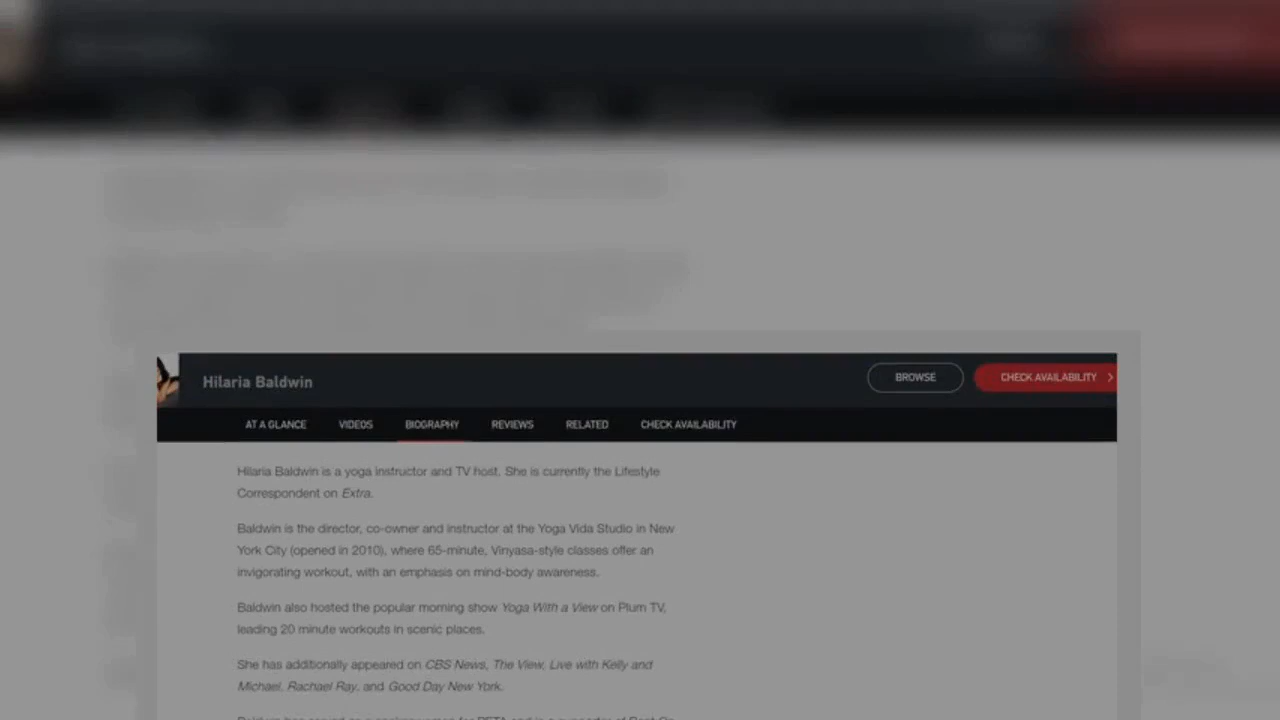 Hilaria Baldwin
BROWSE
CHECK AVAILABILITY
AT A GLANCE
VIDEOS
BIOGRAPHY
REVIEWS
RELATED
CHECK AVAILABILITY
Hilaria Baldwin is a yoga instructor and TV host. She is currently the Lifestyle
Correspondent on Extra.
Baldwin is the director, co-owner and instructor at the Yoga Vida Studio in New
York City (opened in 2010), where 65-minute, Vinyasa-style classes offer an
invigorating workout, with an emphasis on mind-body awareness.
Baldwin also hosted the popular morning show Yoga With a View on Plum TV,
leading 20 minute workouts in scenic places.
She has additionally appeared on CBS News, The View, Live with Kelly and
Michael, Rachael Ray, and Good Day New York.